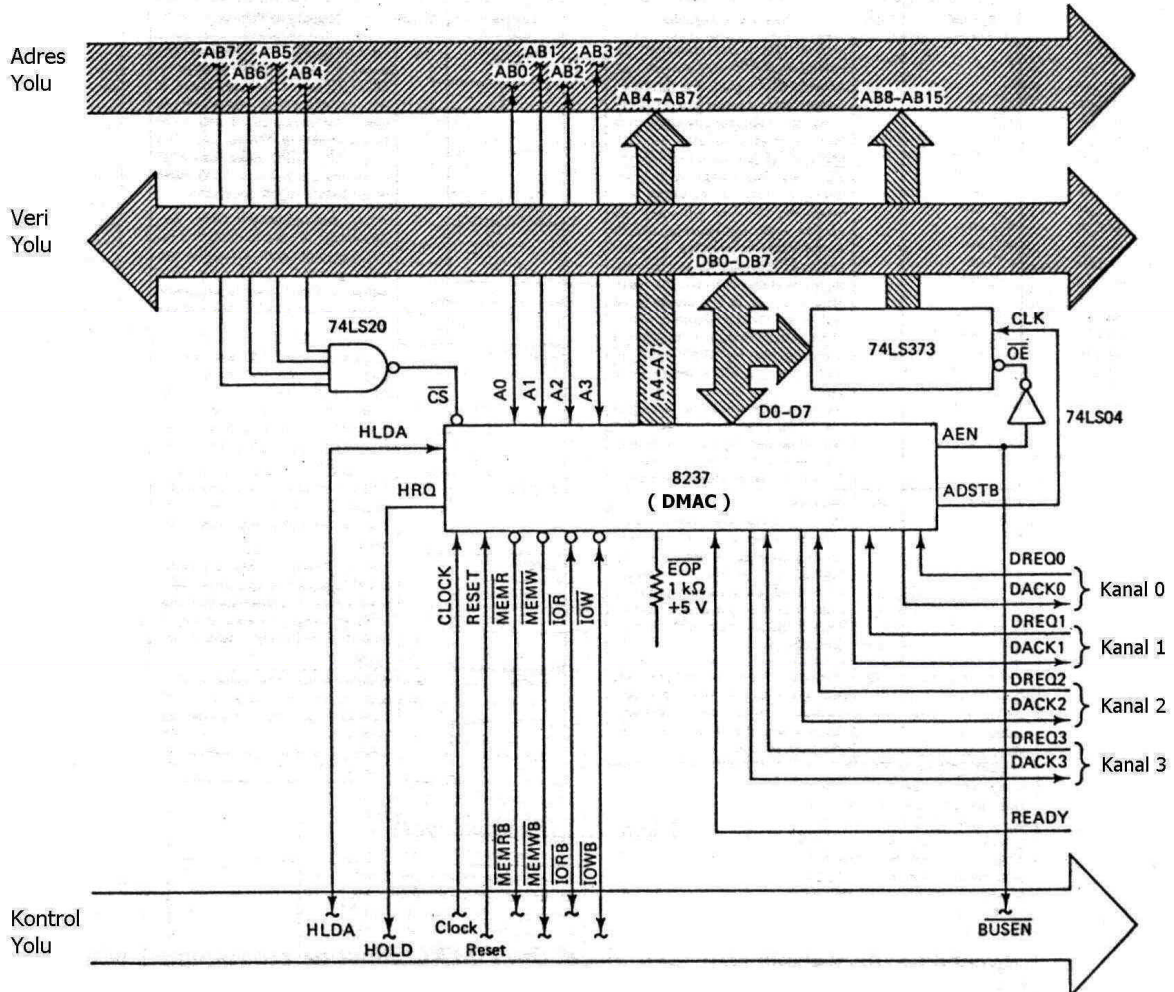 Adres
Yolu
AB7
AB6
AB5
AB4
AB0
AB1
AB2
AB3
AB4–AB7
AB8–AB15
Veri
Yolu
DB0–DB7
74LS20
CS
A0
A1
A2
A3
A4–A7
D0–D7
74LS373
CLK
OE
74LS04
HLDA
HRQ
8237
( DMAC )
AEN
ADSTB
CLOCK
RESET
MEMR
MEMW
IOR
IOW
EOP
1 kΩ
+5 V
DREQ0
DACK0
Kanal 0
DREQ1
DACK1
Kanal 1
DREQ2
DACK2
Kanal 2
DREQ3
DACK3
Kanal 3
READY
MEMRB
MEMWB
IORB
IOWB
Kontrol
Yolu
HLDA
HOLD
Clock
Reset
BUSEN